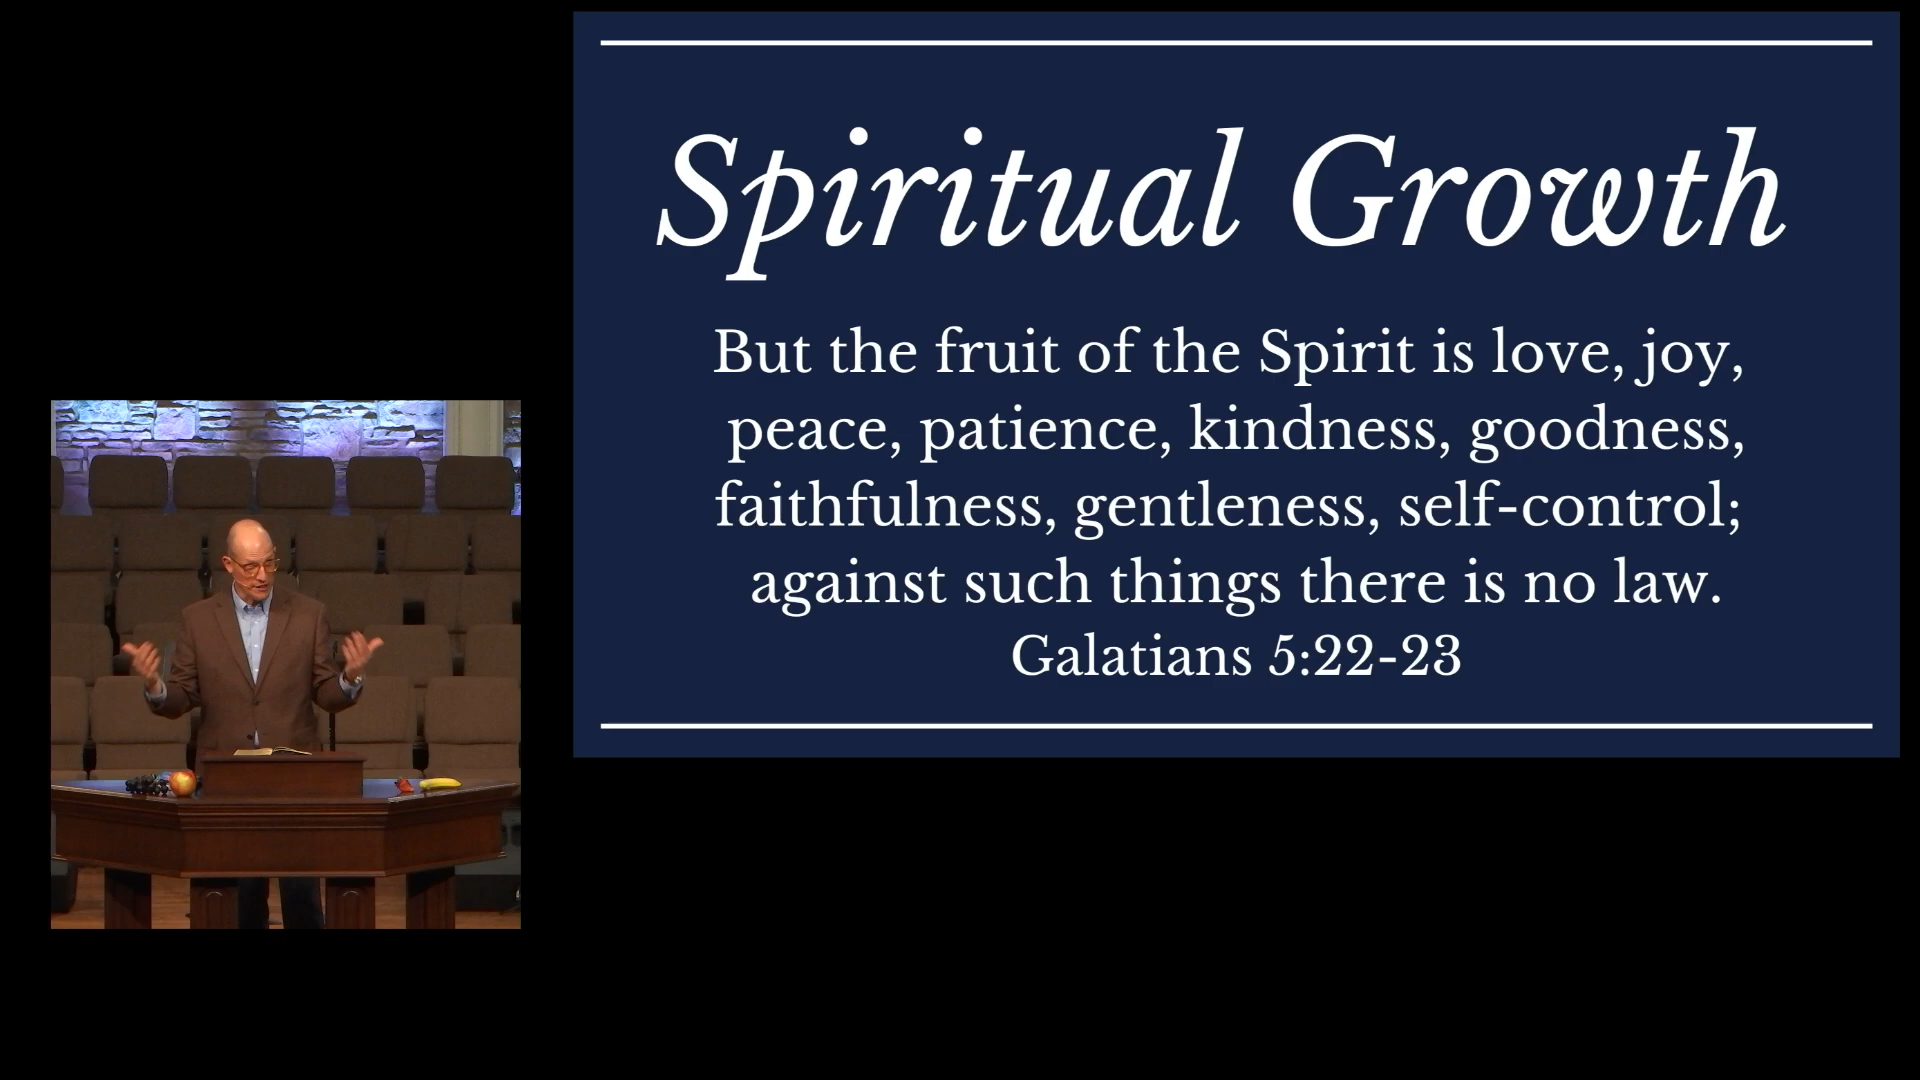 Spiritual Growth
But the fruit of the Spirit is love, joy,
peace, patience, kindness, goodness,
faithfulness, gentleness, self-control;
against such things there is no law.
Galatians 5:22-23